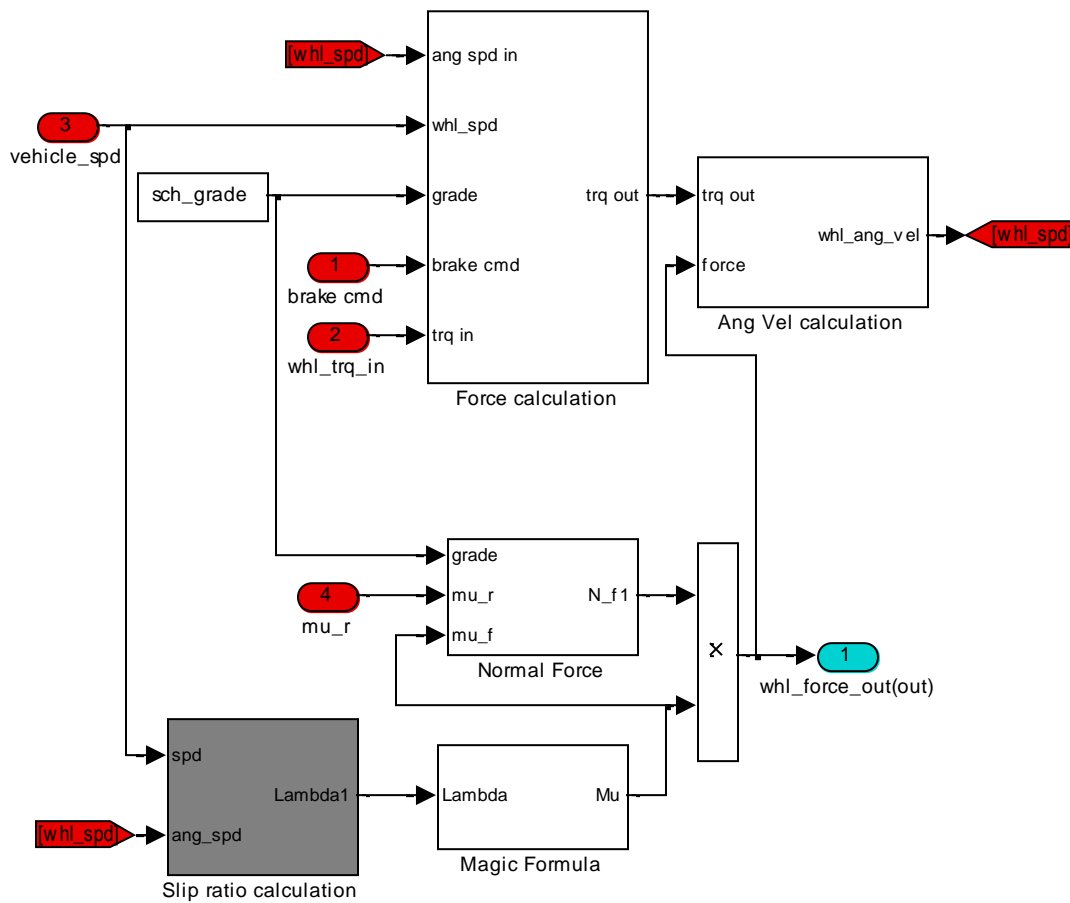 [whl_spd]
ang spd in
3
vehicle_spd
whl_spd
sch_grade
grade
trq out
trq out
whl_ang_vel
[whl_spd]
1
brake cmd
brake cmd
force
2
whl_trq_in
trq in
Ang Vel calculation
Force calculation
grade
4
mu_r
mu_r
N_f1
mu_f
Normal Force
X
1
whl_force_out(out)
spd
Lambda1
Lambda
Mu
[whl_spd]
ang_spd
Magic Formula
Slip ratio calculation